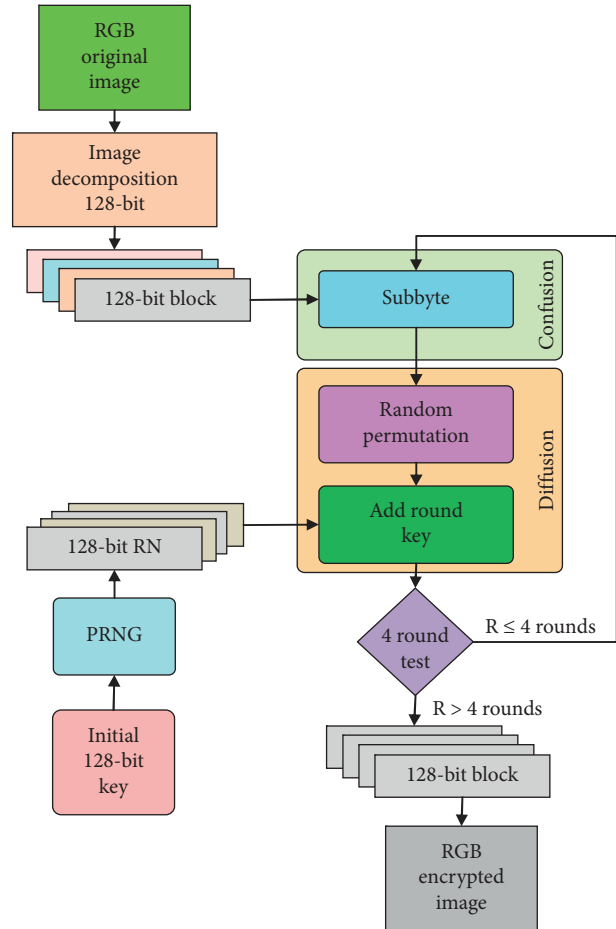 RGB
original
image
Image
decomposition
128-bit
128-bit block
Subbyte
Confusion
Random
permutation
Add round
key
Diffusion
128-bit RN
PRNG
Initial
128-bit
key
4 round
test
R ≤ 4 rounds
R > 4 rounds
128-bit block
RGB
encrypted
image